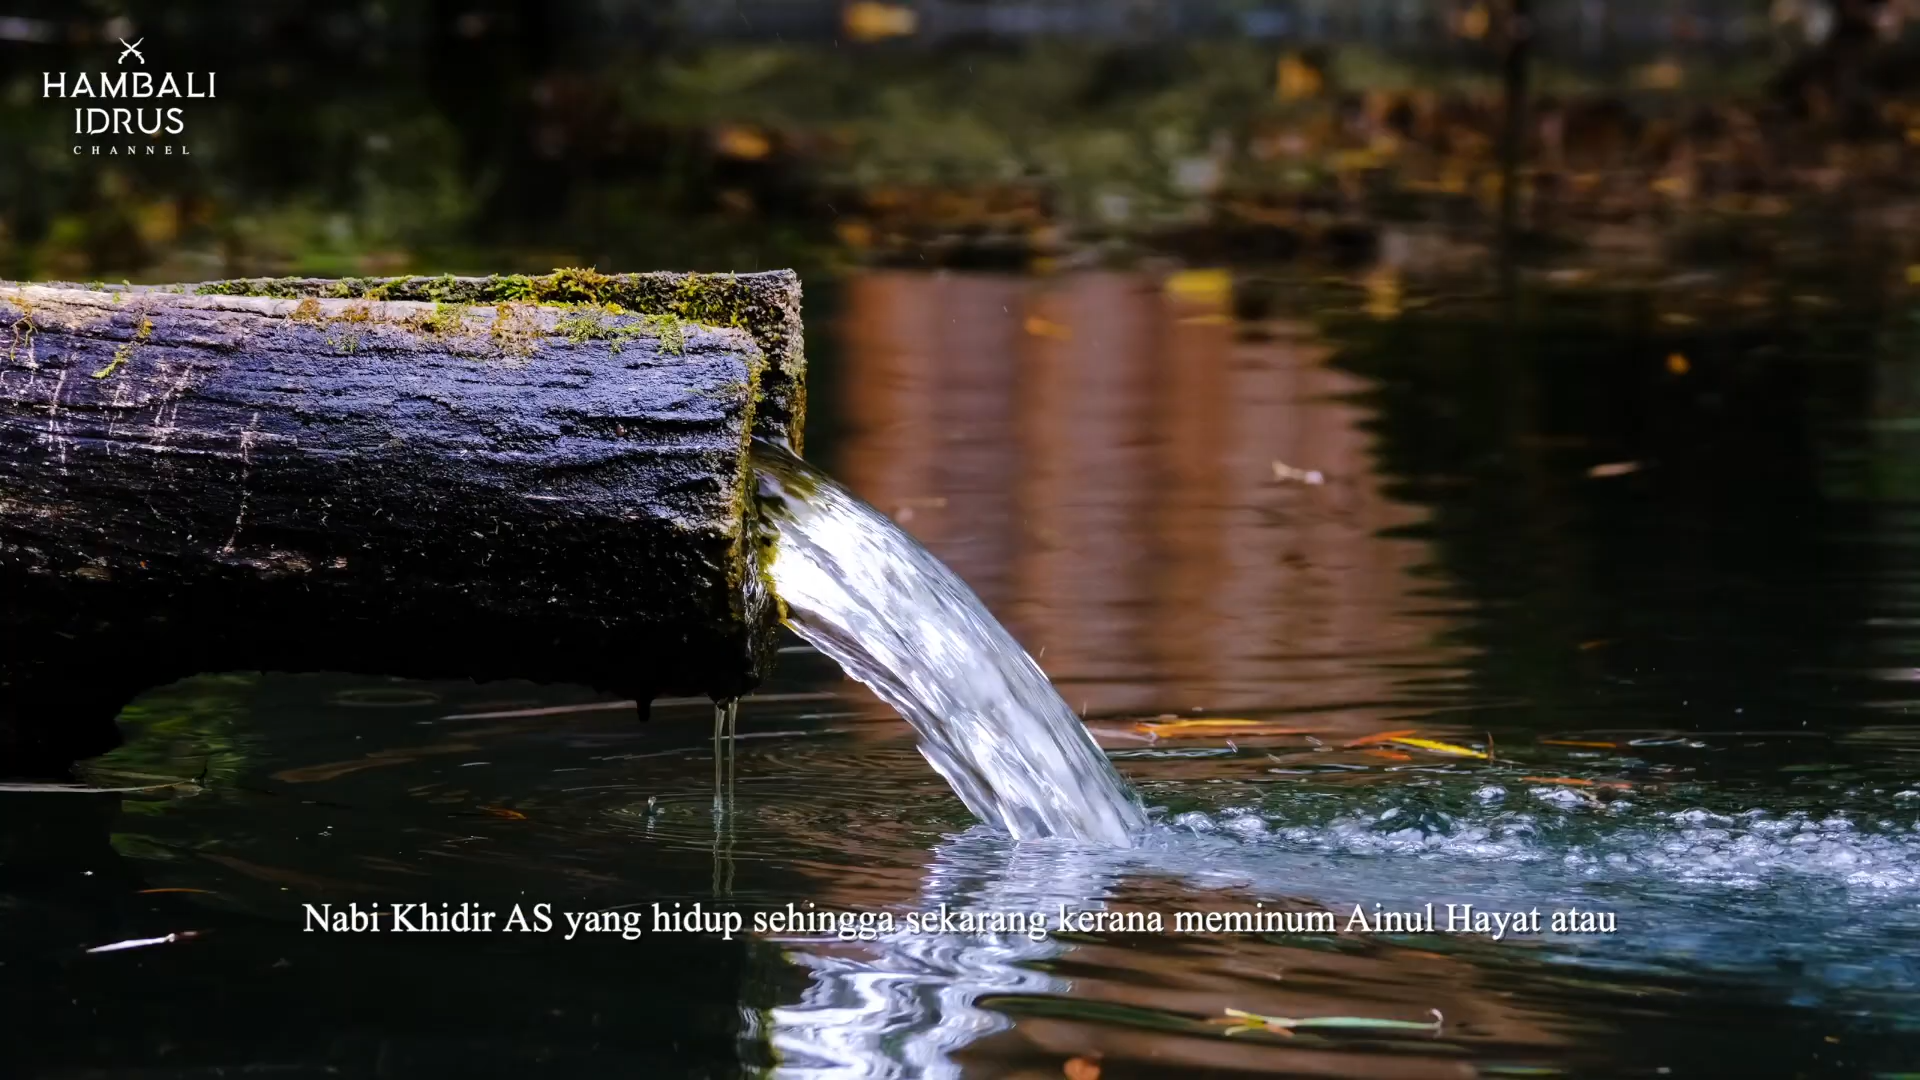 HAMBALI
IDRUS
CHANNEL
Nabi Khidir AS yang hidup sehingga sekarang kerana meminum Ainul Hayat atau